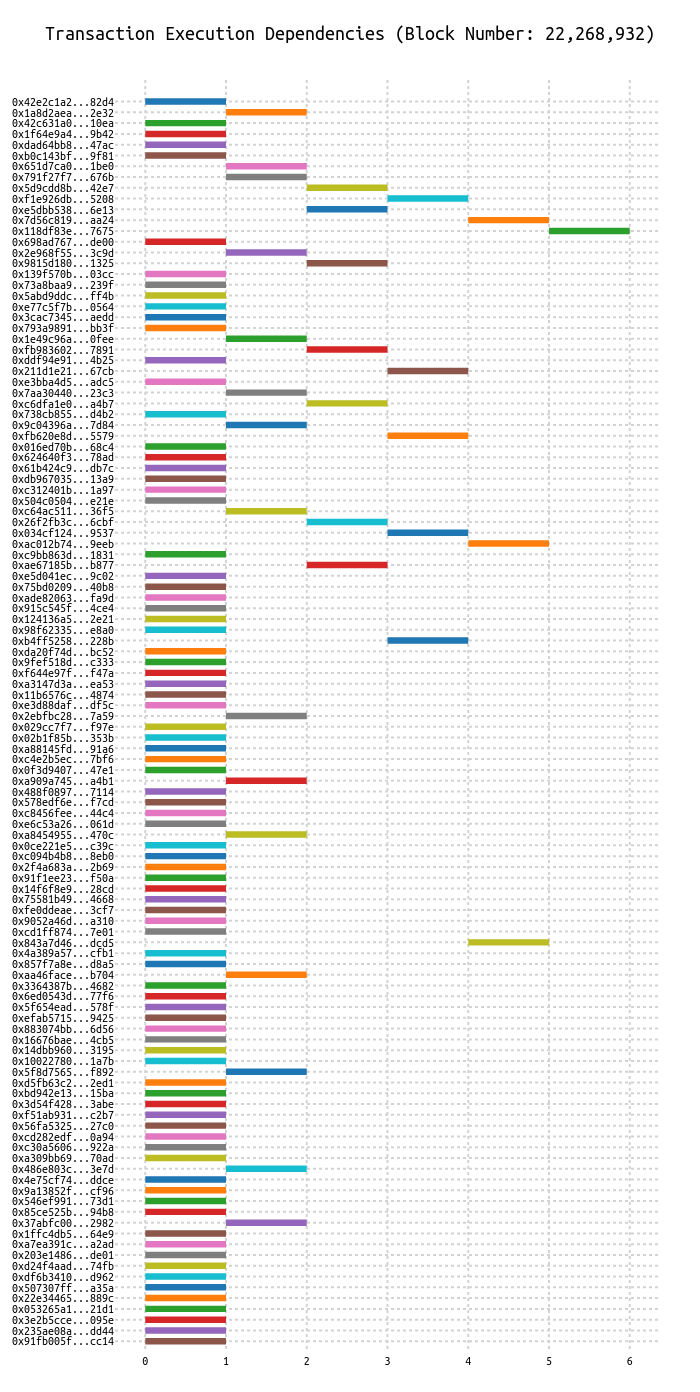 Transaction Execution Dependencies (Block Number: 22,268,932)
0x42e2c1a2...82d4
0x1a8d2aea...2e32
0x42c631a0...10ea
0x1f64e9a4...9b42
0xdad64bb8...47ac
0xb0c143bf...9f81
0x651d7ca0...1be0
0x791f27f7...676b
0x5d9cdd8b...42e7
0xf1e926db...5208
0xe5dbb538...6e13
0x7d56c819...aa24
0x118df83e...7675
0x698ad767...de00
0x2e968f55...3c9d
0x9815d180...1325
0x139f570b...03cc
0x73a8baa9...239f
0x5abd9ddc...ff4b
0xe77c5f7b...0564
0x3cac7345...aedd
0x793a9891...bb3f
0x1e49c96a...0fee
0xfb983602...7891
0xddf94e91...4b25
0x211d1e21...67cb
0xe3bba4d5...adc5
0x7aa30440...23c3
0xc6dfa1e0...a4b7
0x738cb855...d4b2
0x9c04396a...7d84
0xfb620e8d...5579
0x016ed70b...68c4
0x624640f3...78ad
0x61b424c9...db7c
0xdb967035...13a9
0xc312401b...1a97
0x504c0504...e21e
0xc64ac511...36f5
0x26f2fb3c...6cbf
0x034cf124...9537
0xac012b74...9eeb
0xc9bb863d...1831
0xae67185b...b877
0xe5d041ec...9c02
0x75bd0209...40b8
0xade82063...fa9d
0x915c545f...4ce4
0x124136a5...2e21
0x98f62335...e8a0
0xb4ff5258...228b
0xda20f74d...bc52
0x9fef518d...c333
0xf644e97f...f47a
0xa3147d3a...ea53
0x11b6576c...4874
0xe3d88daf...df5c
0x2ebfbc28...7a59
0x029cc7f7...f97e
0x02b1f85b...353b
0xa88145fd...91a6
0xc4e2b5ec...7bf6
0x0f3d9407...47e1
0xa909a745...a4b1
0x488f0897...7114
0x578edf6e...f7cd
0xc8456fee...44c4
0xe6c53a26...061d
0xa8454955...470c
0x0ce221e5...c39c
0xc094b4b8...8eb0
0x2f4a683a...2b69
0x91f1ee23...f50a
0x14f6f8e9...28cd
0x75581b49...4668
0xfe0ddeae...3cf7
0x9052a46d...a310
0xcd1ff874...7e01
0x843a7d46...dcd5
0x4a389a57...cfb1
0x857f7a8e...d8a5
0xaa46face...b704
0x3364387b...4682
0x6ed0543d...77f6
0x5f654ead...578f
0xefab5715...9425
0x883074bb...6d56
0x16676bae...4cb5
0x14dbb960...3195
0x10022780...1a7b
0x5f8d7565...f892
0xd5fb63c2...2ed1
0xbd942e13...15ba
0x3d54f428...3abe
0xf51ab931...c2b7
0x56fa5325...27c0
0xcd282edf...0a94
0xc30a5606...922a
0xa309bb69...70ad
0x486e803c...3e7d
0x4e75cf74...ddce
0x9a13852f...cf96
0x546ef991...73d1
0x85ce525b...94b8
0x37abfc00...2982
0x1ffc4db5...64e9
0xa7ea391c...a2ad
0x203e1486...de01
0xd24f4aad...74fb
0xdf6b3410...d962
0x507307ff...a35a
0x22e34465...889c
0x053265a1...21d1
0x3e2b5cce...095e
0x235ae08a...dd44
0x91fb005f...cc14
0 1 2 3 4 5 6